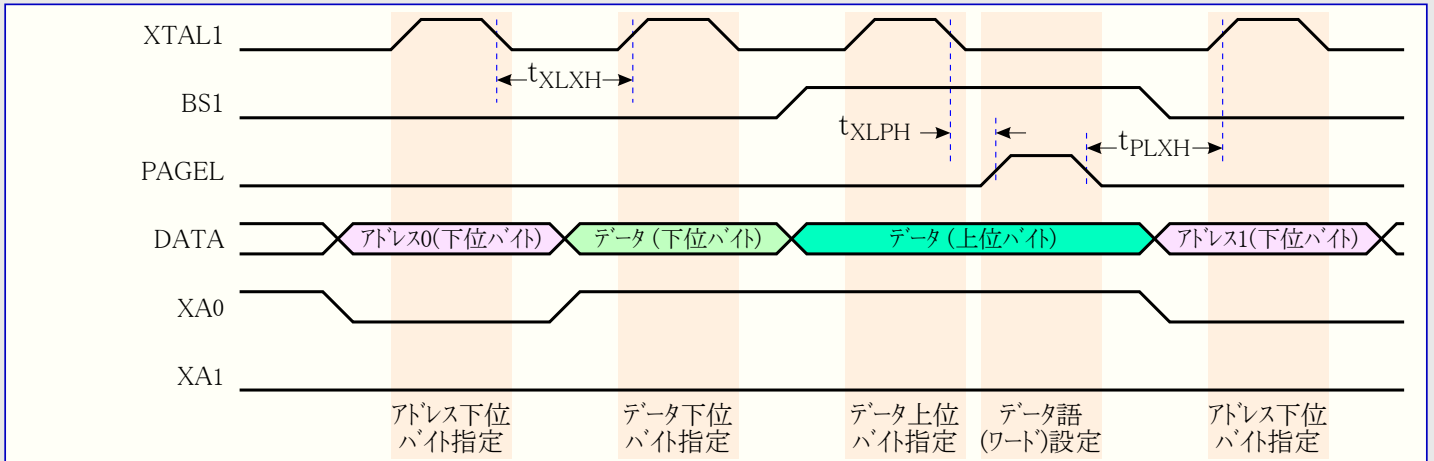 XTAL1
tXLXH
BS1
tXLPH
tPLXH
PAGEL
DATA
アドレス0(下位バイト)
データ (下位バイト)
データ (上位バイト)
アドレス1(下位バイト)
XA0
XA1
アドレス下位
バイト指定
データ下位
バイト指定
データ上位
バイト指定
データ語
(ワード)設定
アドレス下位
バイト指定